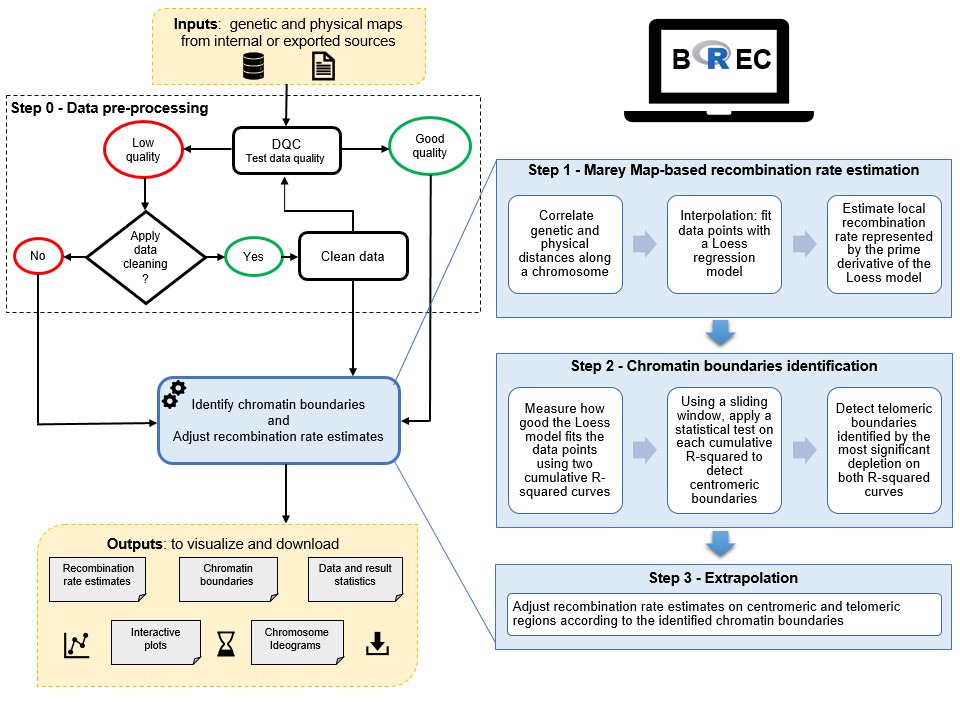 Inputs: genetic and physical maps
from internal or exported sources
Step 0 - Data pre-processing
Low
quality
DQC
Test data quality
Good
quality
No
Apply
data
cleaning
?
Yes
Clean data
Identify chromatin boundaries
and
Adjust recombination rate estimates
Outputs: to visualize and download
Recombination
rate estimates
Chromatin
boundaries
Data and result
statistics
Interactive
plots
Chromosome
Ideograms
B R EC
Step 1 - Marey Map-based recombination rate estimation
Correlate
genetic and
physical
distances along
a chromosome
Interpolation: fit
data points with
a Loess
regression
model
Estimate local
recombination
rate represented
by the prime
derivative of the
Loess model
Step 2 - Chromatin boundaries identification
Measure how
good the Loess
model fits the
data points
using two
cumulative R-
squared curves
Using a sliding
window, apply a
statistical test on
each cumulative
R-squared to
detect
centromeric
boundaries
Detect telomeric
boundaries
identified by the
most significant
depletion on
both R-squared
curves
Step 3 - Extrapolation
Adjust recombination rate estimates on centromeric and telomeric
regions according to the identified chromatin boundaries